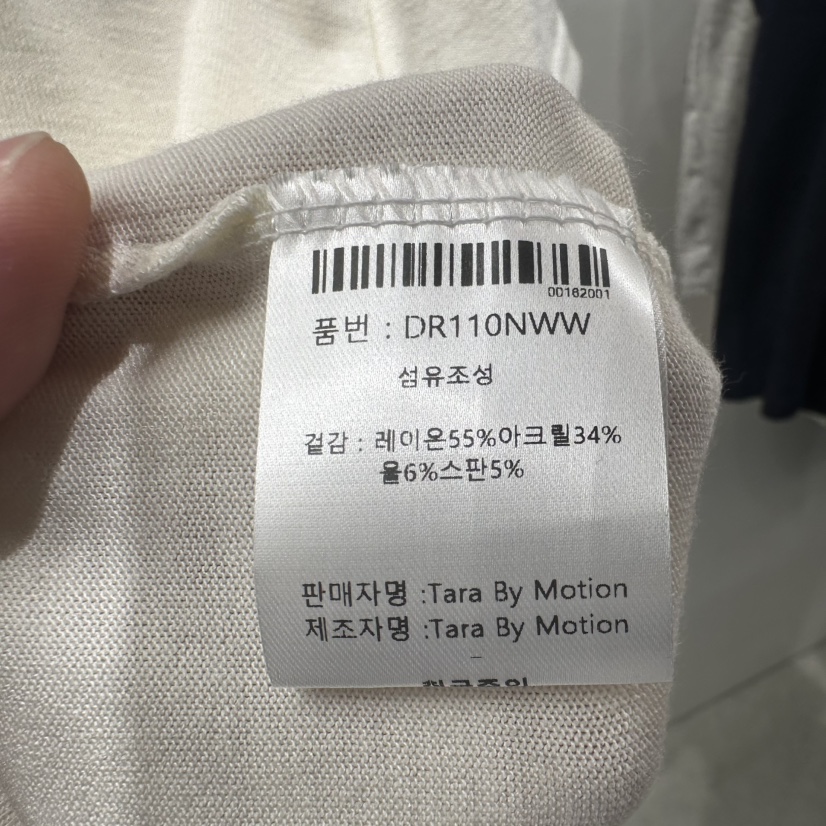 00162001
품번 : DR110NWW
섬유조성
겉감 : 레이온55%아크릴34%
울6%스판5%
판매자명 :Tara By Motion
제조자명 :Tara By Motion